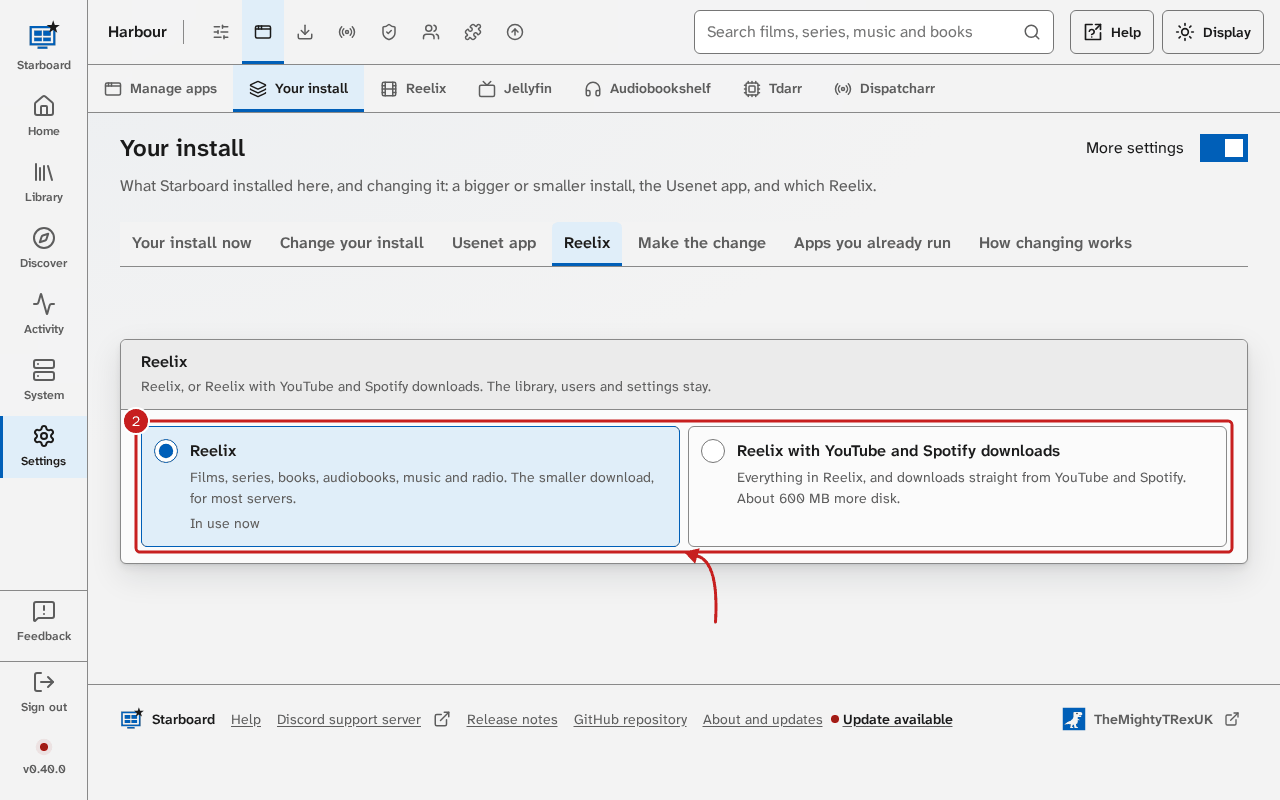 Starboard
Home
Library
Discover
Activity
System
Settings
Feedback
Sign out
v0.40.0
Harbour
Search films, series, music and books
Help
Display
Manage apps
Your install
Reelix
Jellyfin
Audiobookshelf
Tdarr
Dispatcharr
Your install
More settings
What Starboard installed here, and changing it: a bigger or smaller install, the Usenet app, and which Reelix.
Your install now
Change your install
Usenet app
Reelix
Make the change
Apps you already run
How changing works
Reelix
Reelix, or Reelix with YouTube and Spotify downloads. The library, users and settings stay.
2
Reelix
Films, series, books, audiobooks, music and radio. The smaller download,
for most servers.
In use now
Reelix with YouTube and Spotify downloads
Everything in Reelix, and downloads straight from YouTube and Spotify.
About 600 MB more disk.
Starboard
Help
Discord support server
Release notes
GitHub repository
About and updates
Update available
TheMightyTRexUK